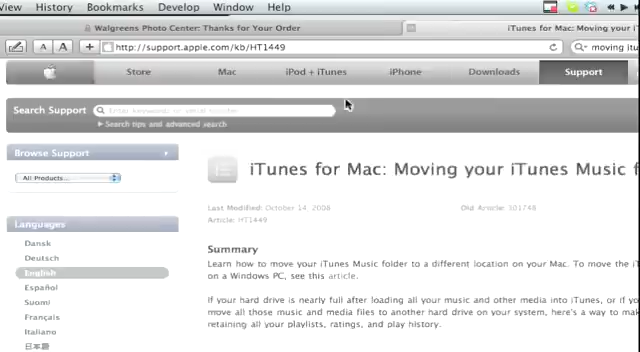 View History Bookmarks Develop Window Help
Walgreens Photo Center: Thanks for Your Order
iTunes for Mac: Moving your i
A A + http://support.apple.com/kb/HT1449
moving itu
Store Mac iPod + iTunes iPhone Downloads Support
Search Support
Search tips and advanced search
Browse Support
All Products...
iTunes for Mac: Moving your iTunes Music f
Last Modified: October 14, 2008
Old Article: 301748
Article: HT1449
Languages
Dansk
Deutsch
English
Español
Suomi
Français
Italiano
日本語
Summary
Learn how to move your iTunes Music folder to a different location on your Mac. To move the iT
on a Windows PC, see this article.
If your hard drive is nearly full after loading all your music and other media into iTunes, or if yo
move all those music and media files to another hard drive on your system, here's a way to mak
retaining all your playlists, ratings, and play history.